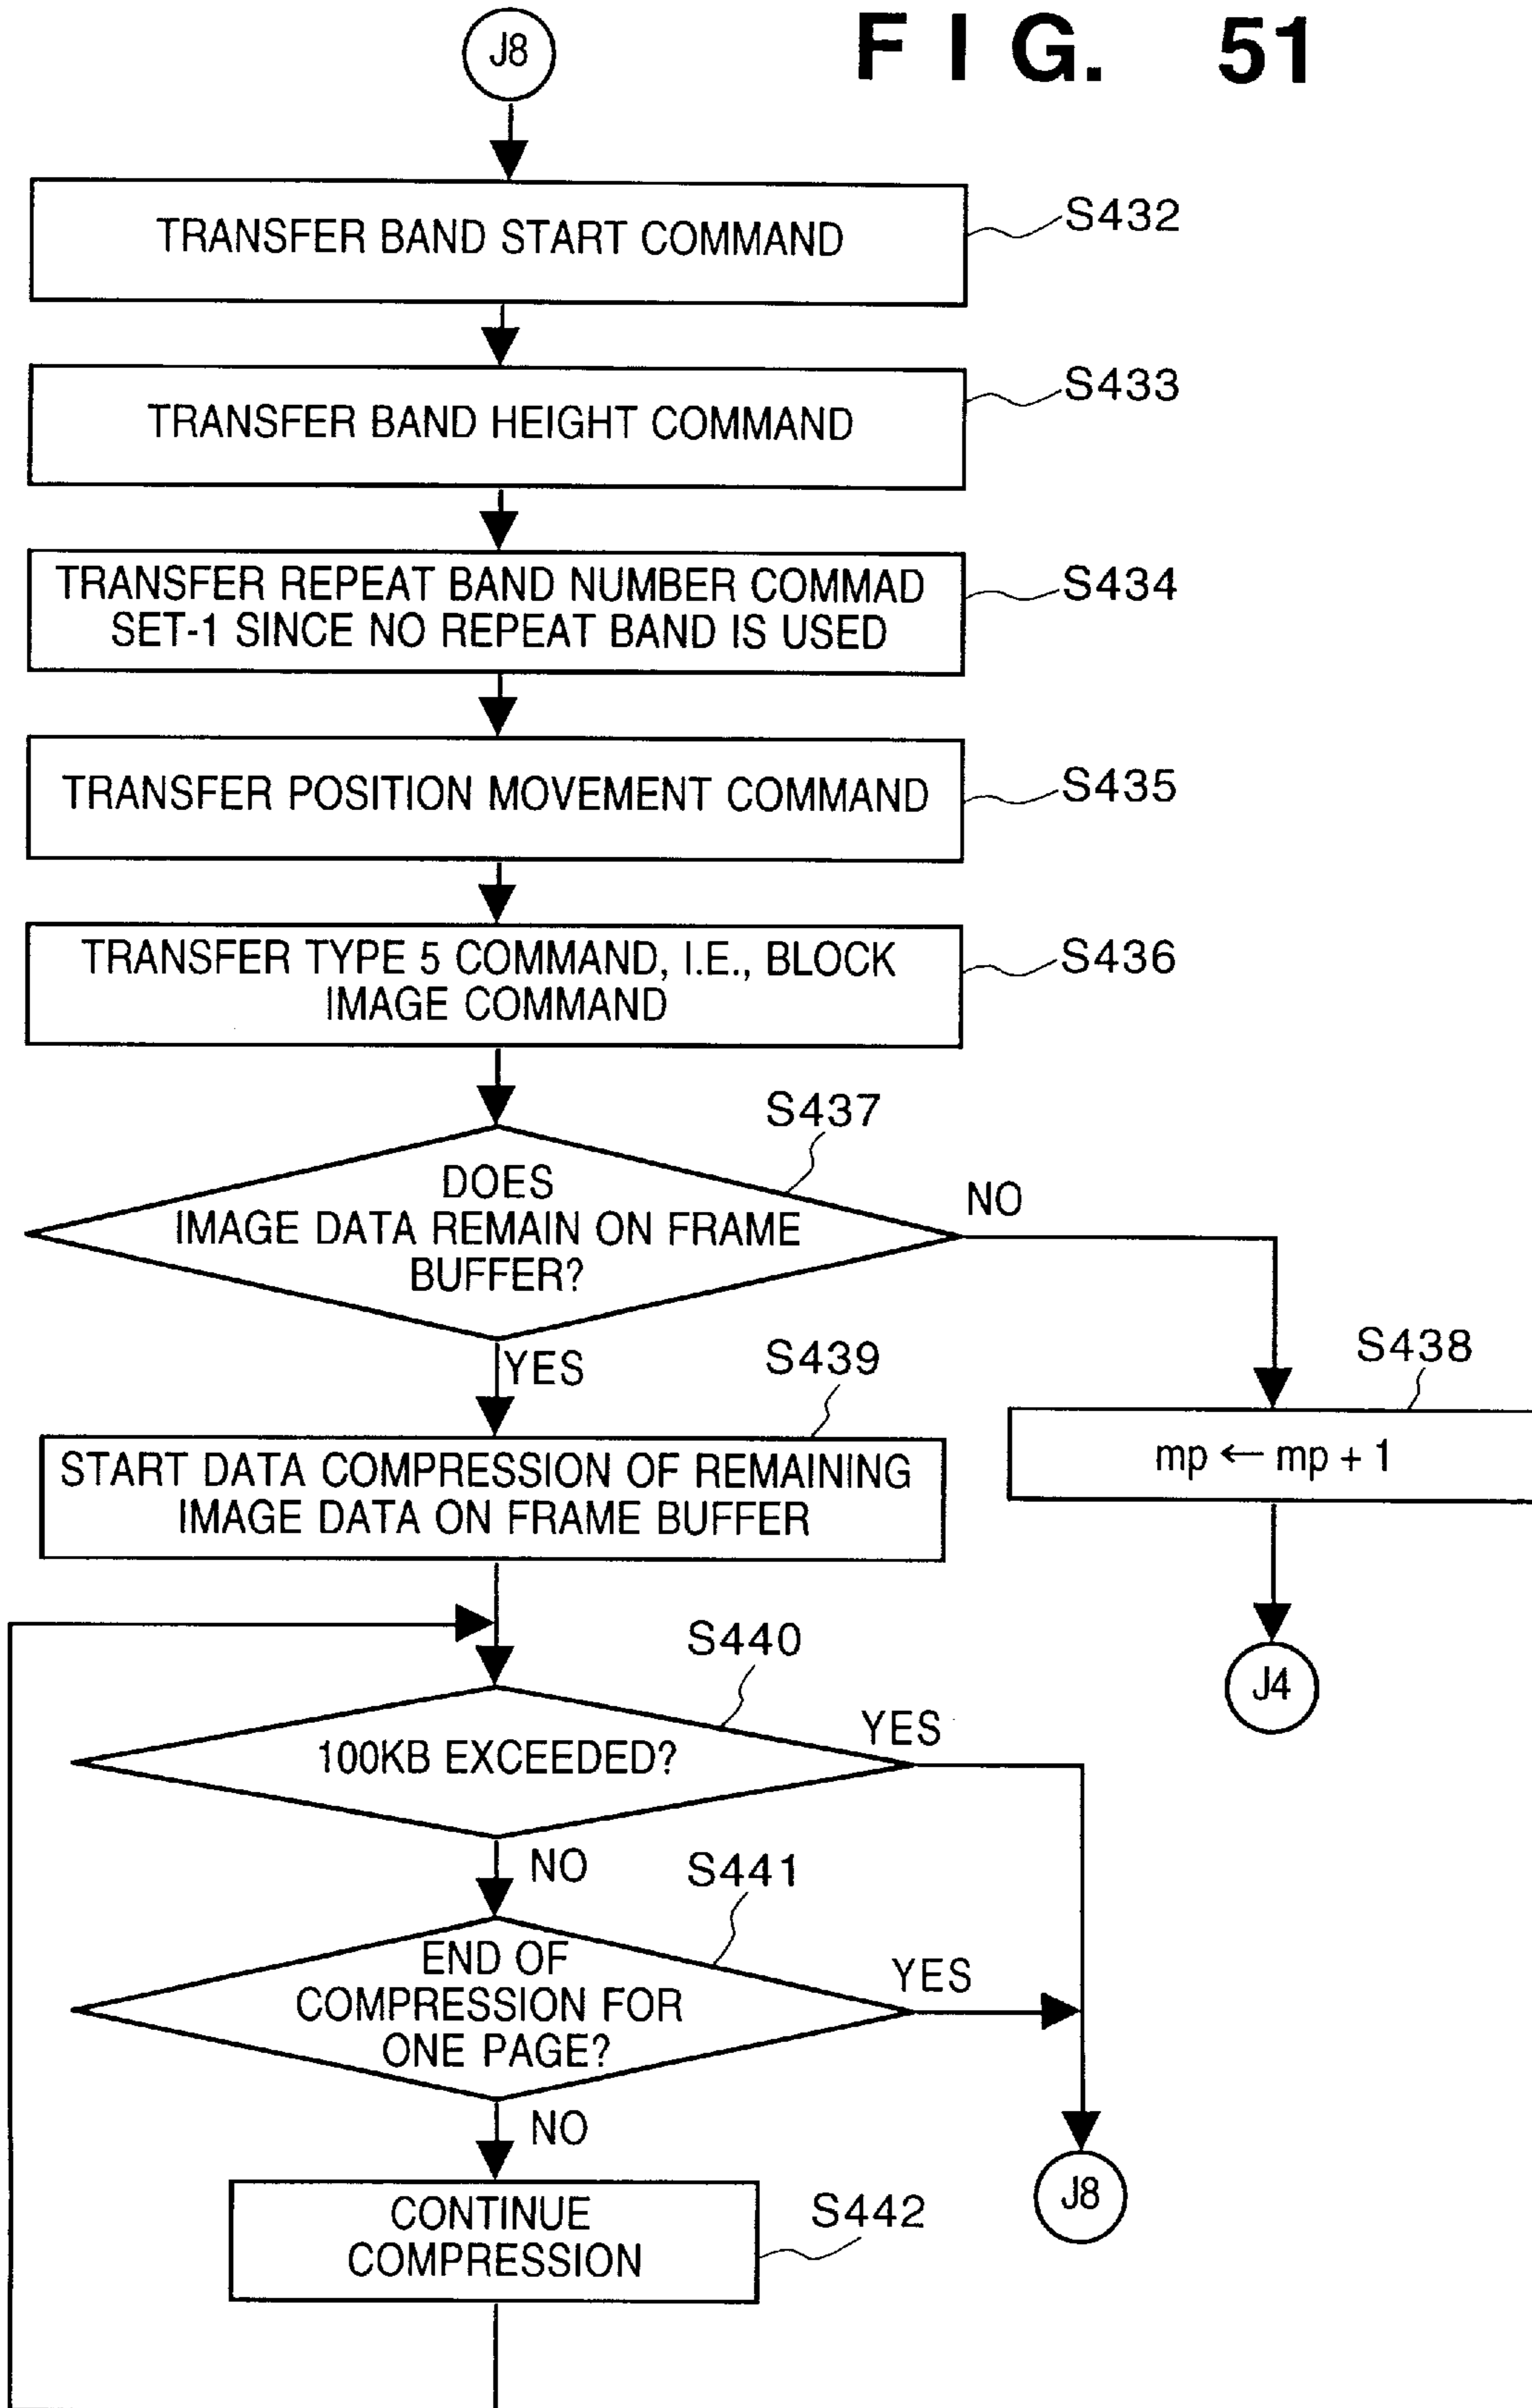 J8
FIG. 51
TRANSFER BAND START COMMAND
S432
TRANSFER BAND HEIGHT COMMAND
S433
TRANSFER REPEAT BAND NUMBER COMMAD
SET-1 SINCE NO REPEAT BAND IS USED
S434
TRANSFER POSITION MOVEMENT COMMAND
S435
TRANSFER TYPE 5 COMMAND, I.E., BLOCK
IMAGE COMMAND
S436
S437
DOES
IMAGE DATA REMAIN ON FRAME
BUFFER?
NO
YES
S439
S438
START DATA COMPRESSION OF REMAINING
IMAGE DATA ON FRAME BUFFER
mp ← mp + 1
S440
J4
100KB EXCEEDED?
YES
NO
S441
END OF
COMPRESSION FOR
ONE PAGE?
YES
NO
J8
CONTINUE
COMPRESSION
S442